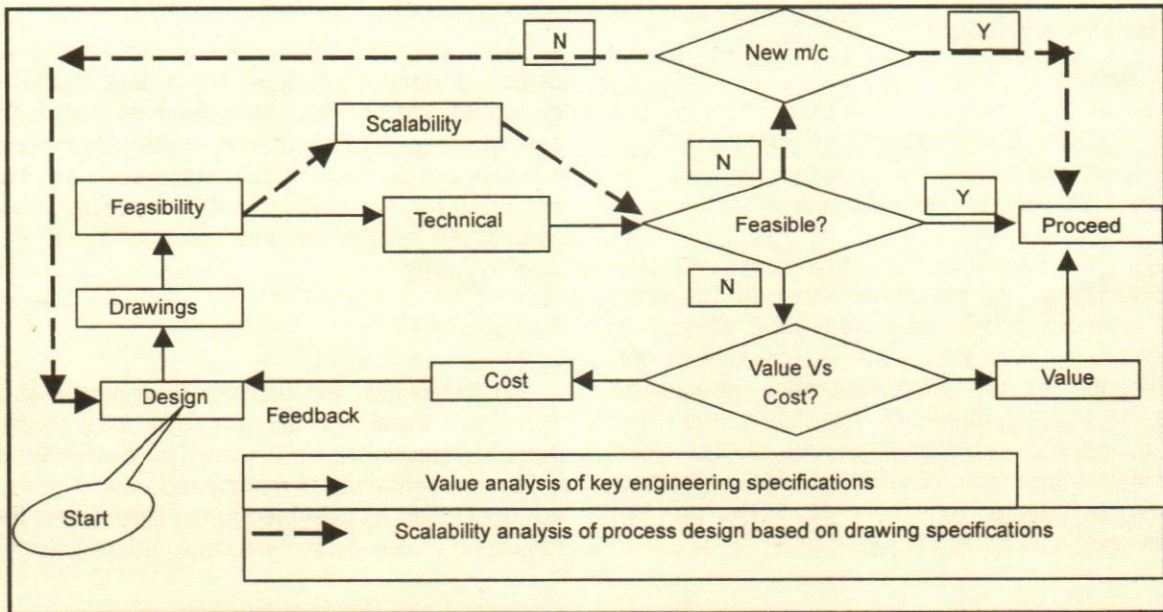 N
New m/c
Y
Scalability
N
Feasibility
Technical
Feasible?
Y
Proceed
N
Drawings
Design
Feedback
Cost
Value Vs
Cost?
Value
Start
Value analysis of key engineering specifications
Scalability analysis of process design based on drawing specifications